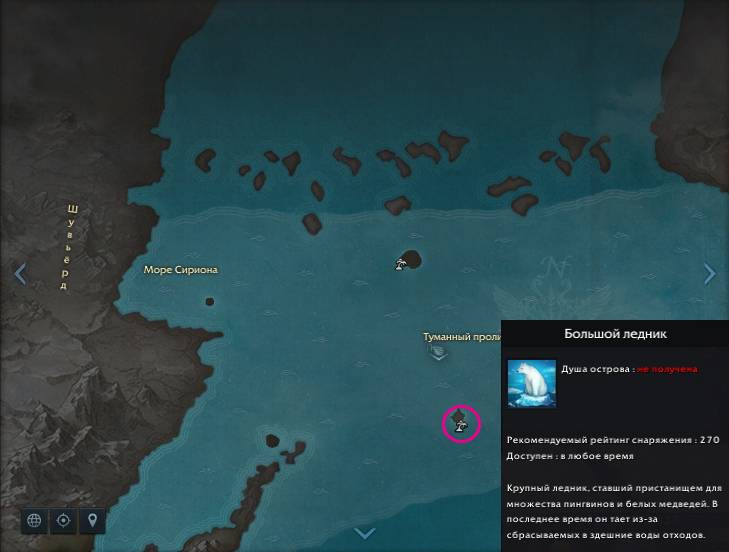 Шувьёрд
Море Сириона
Туманный проли
Большой ледник
Душа острова : не получена
Рекомендуемый рейтинг снаряжения : 270
Доступен : в любое время
Крупный ледник, ставший пристанищем для
множества пингвинов и белых медведей. В
последнее время он тает из-за
сбрасываемых в здешние воды отходов.
N